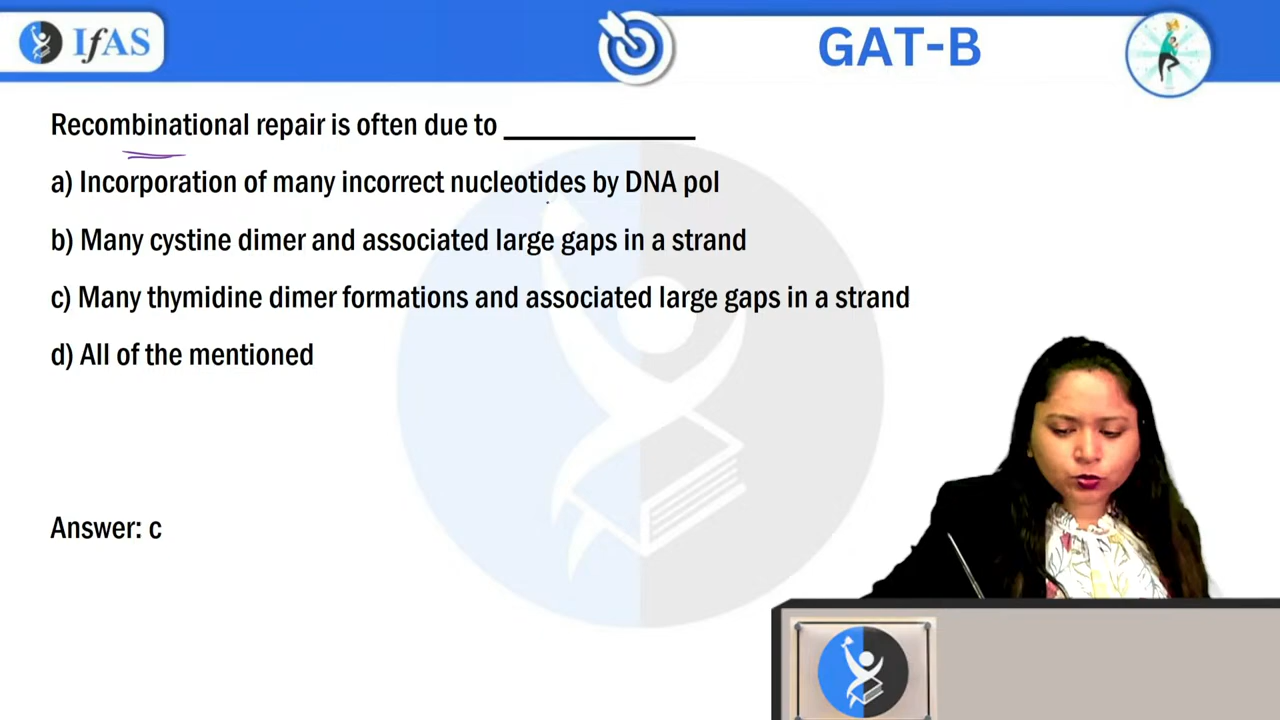 IfAS
GAT-B
Recombinational repair is often due to ______________
a) Incorporation of many incorrect nucleotides by DNA pol
b) Many cystine dimer and associated large gaps in a strand
c) Many thymidine dimer formations and associated large gaps in a strand
d) All of the mentioned
Answer: c